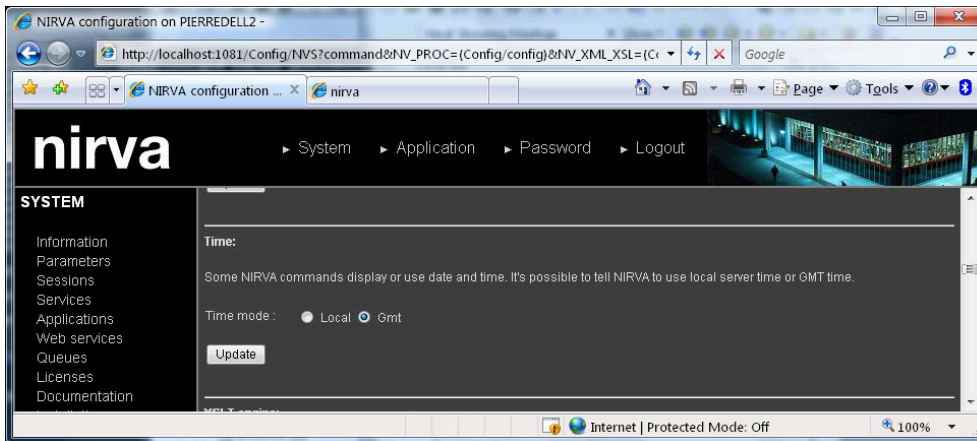 NIRVA configuration on PIERREDELL2 -
http://localhost:1081/Config/NVS?command&NV_PROC=(Config/config)&NV_XML_XSL=(Co
Google
NIRVA configuration ...
nirva
Page
Tools
nirva
System
Application
Password
Logout
SYSTEM
Information
Parameters
Sessions
Services
Applications
Web services
Queues
Licenses
Documentation
Time:
Some NIRVA commands display or use date and time. It's possible to tell NIRVA to use local server time or GMT time.
Time mode :
Local
Gmt
Update
XSLT engine:
Internet | Protected Mode: Off
100%